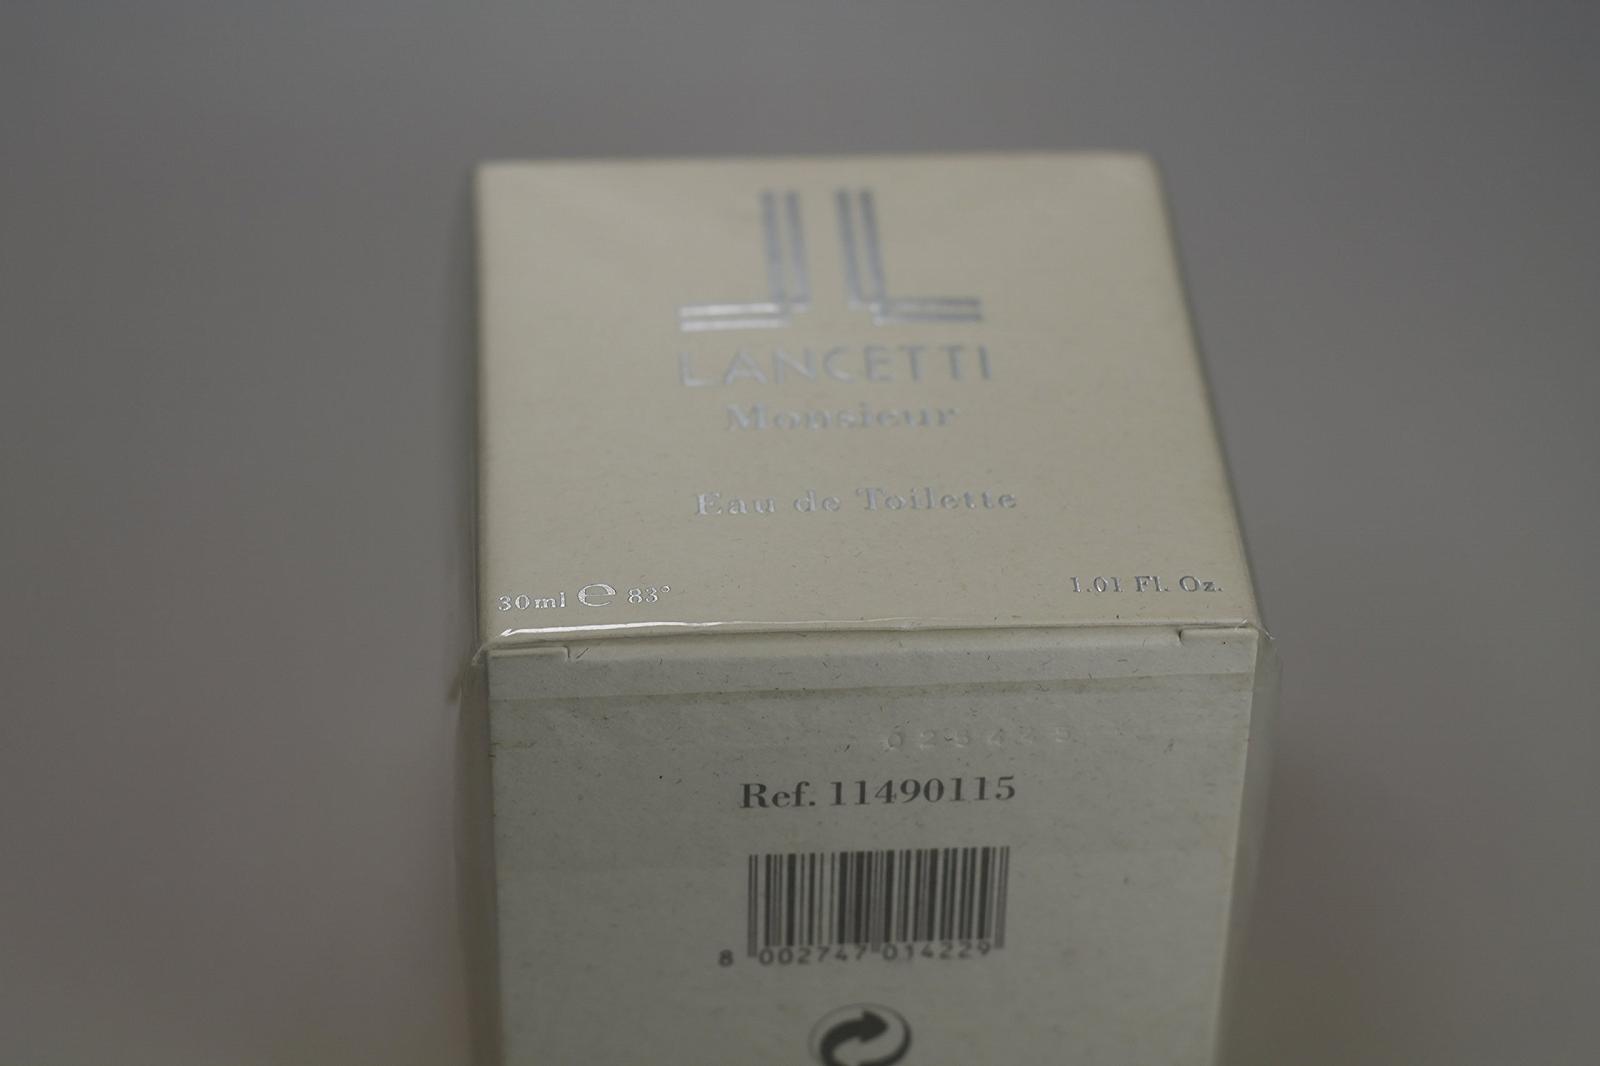 LANCETTI
Monsieur
Eau de Toilette
30ml e 83°
1.01 Fl. Oz.
Ref. 11490115
8 002747 014229